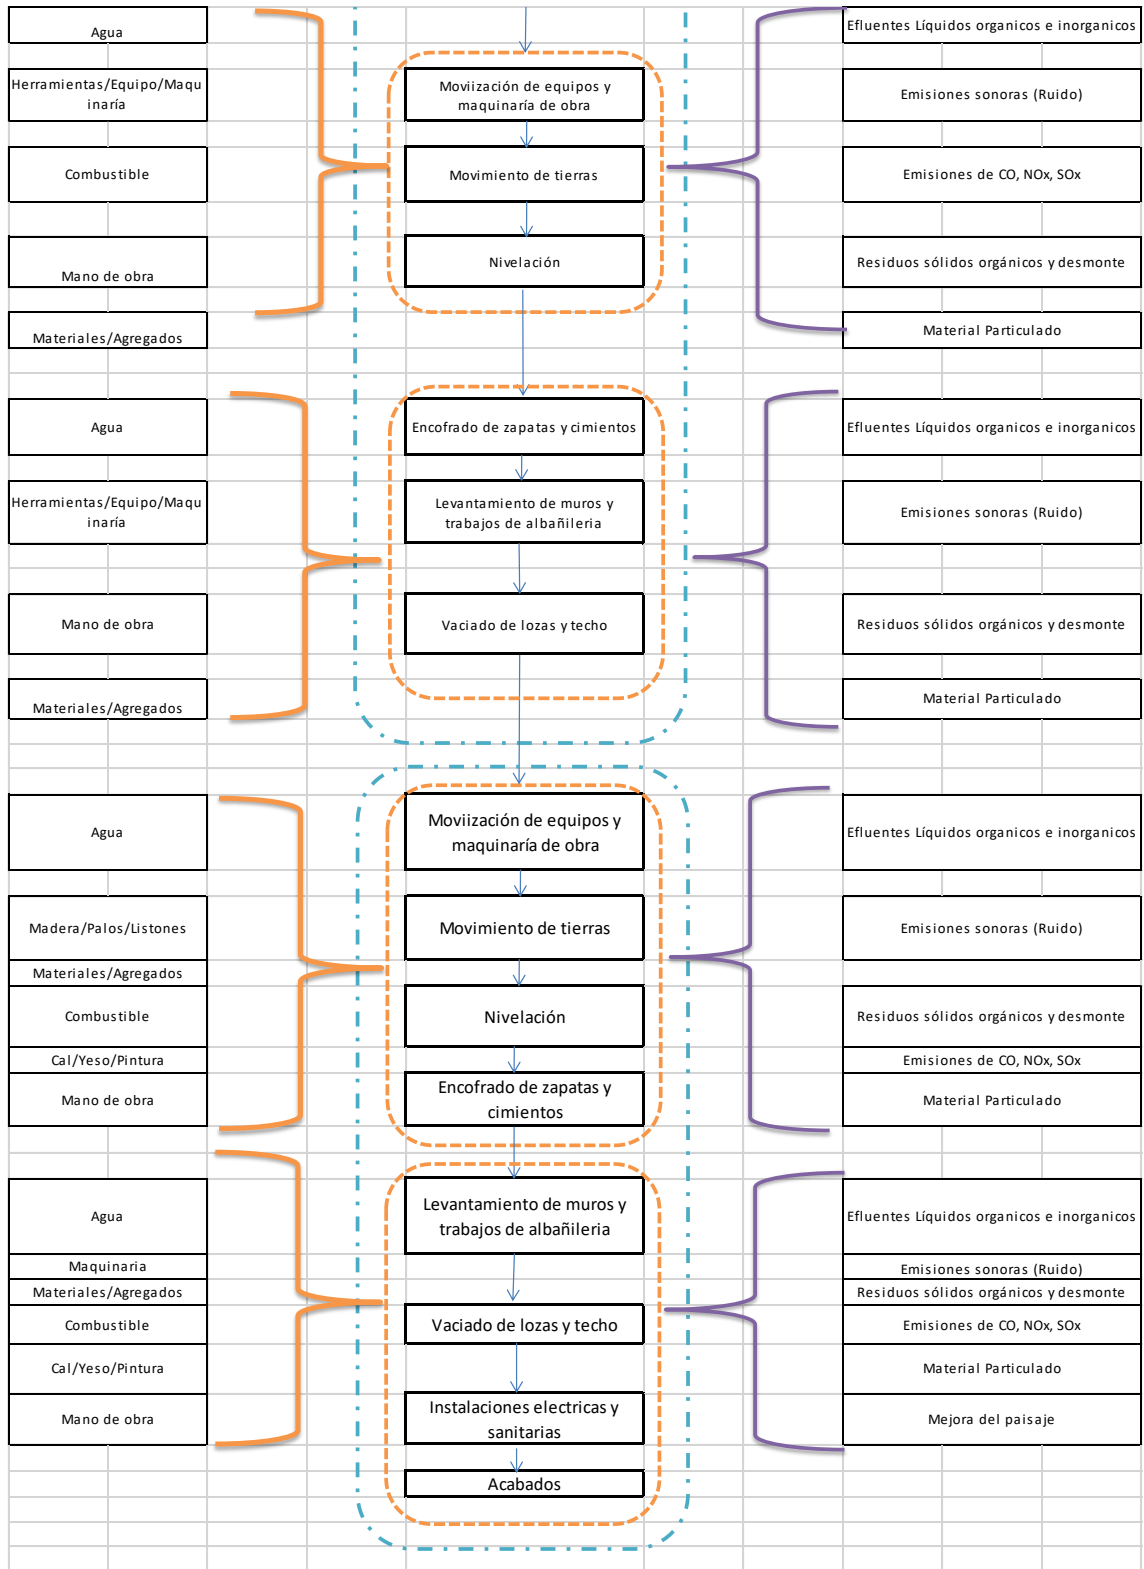 Agua
Efluentes Líquidos organicos e inorganicos
Herramientas/Equipo/Maqu
inaría
Moviización de equipos y
maquinaría de obra
Emisiones sonoras (Ruido)
Combustible
Movimiento de tierras
Emisiones de CO, NOx, SOx
Mano de obra
Nivelación
Residuos sólidos orgánicos y desmonte
Materiales/Agregados
Material Particulado
Agua
Encofrado de zapatas y cimientos
Efluentes Líquidos organicos e inorganicos
Herramientas/Equipo/Maqu
inaría
Levantamiento de muros y
trabajos de albañileria
Emisiones sonoras (Ruido)
Mano de obra
Vaciado de lozas y techo
Residuos sólidos orgánicos y desmonte
Materiales/Agregados
Material Particulado
Agua
Moviización de equipos y
maquinaría de obra
Efluentes Líquidos organicos e inorganicos
Madera/Palos/Listones
Movimiento de tierras
Emisiones sonoras (Ruido)
Materiales/Agregados
Combustible
Nivelación
Residuos sólidos orgánicos y desmonte
Cal/Yeso/Pintura
Emisiones de CO, NOx, SOx
Mano de obra
Encofrado de zapatas y
cimientos
Material Particulado
Agua
Levantamiento de muros y
trabajos de albañileria
Efluentes Líquidos organicos e inorganicos
Maquinaria
Emisiones sonoras (Ruido)
Materiales/Agregados
Residuos sólidos orgánicos y desmonte
Combustible
Vaciado de lozas y techo
Emisiones de CO, NOx, SOx
Cal/Yeso/Pintura
Material Particulado
Mano de obra
Instalaciones electricas y
sanitarias
Mejora del paisaje
Acabados